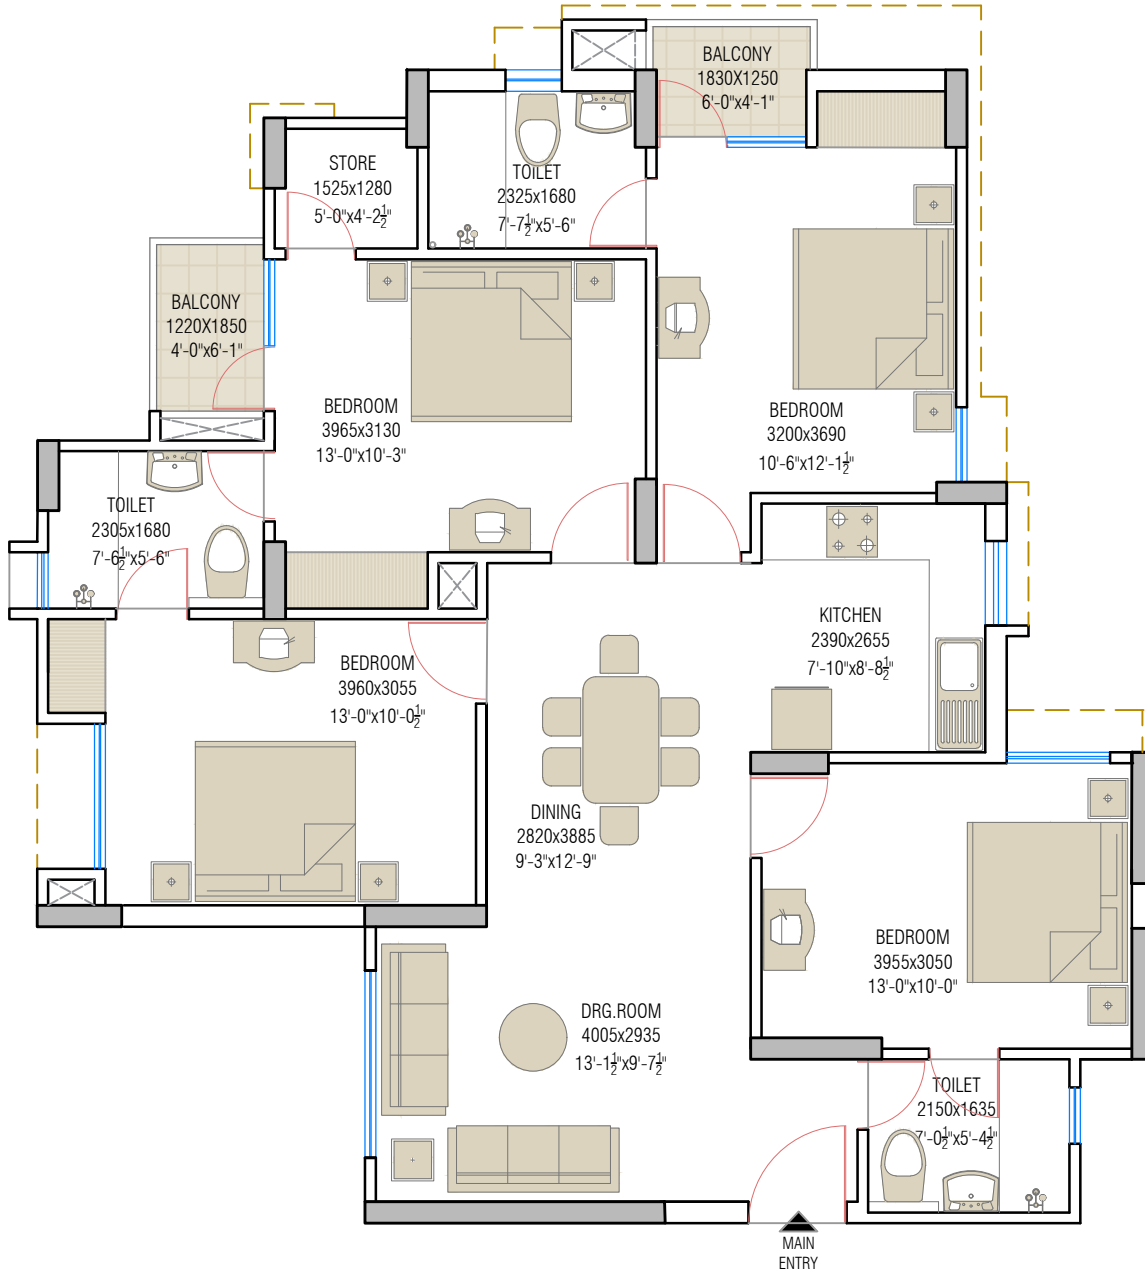 BALCONY
1830X1250
6'-0"x4'-1"
STORE
1525x1280
5'-0"x4'-2½"
TOILET
2325x1680
7'-7½"x5'-6"
BALCONY
1220X1850
4'-0"x6'-1"
BEDROOM
3965x3130
13'-0"x10'-3"
BEDROOM
3200x3690
10'-6"x12'-1½"
TOILET
2305x1680
7'-6½"x5'-6"
KITCHEN
2390x2655
7'-10"x8'-8½"
BEDROOM
3960x3055
13'-0"x10'-0½"
DINING
2820x3885
9'-3"x12'-9"
BEDROOM
3955x3050
13'-0"x10'-0"
DRG.ROOM
4005x2935
13'-1½"x9'-7½"
TOILET
2150x1635
7'-0½"x5'-4½"
MAIN
ENTRY